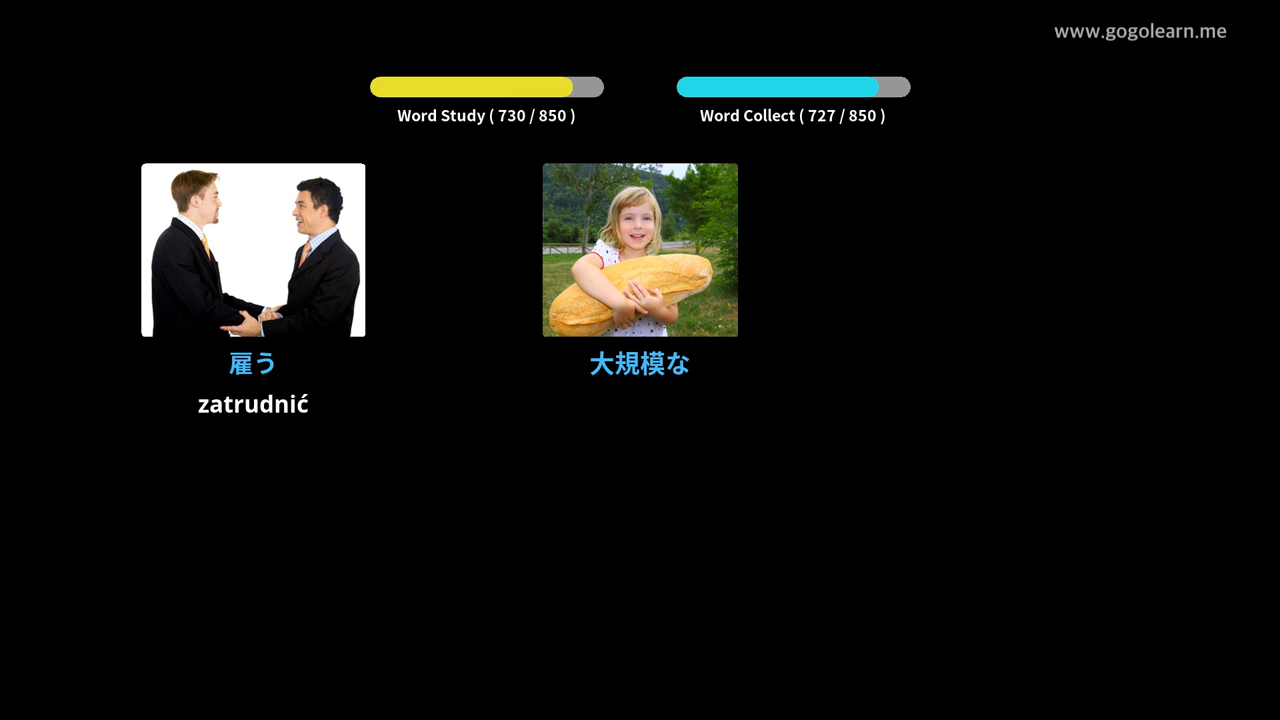 www.gogolearn.me
Word Study ( 730 / 850 )
Word Collect ( 727 / 850 )
雇う
大規模な
zatrudnić